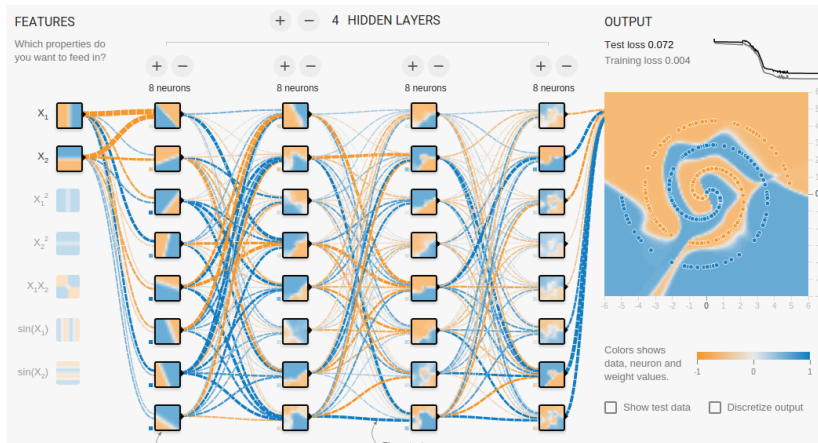 FEATURES
Which properties do
you want to feed in?
+ − 4 HIDDEN LAYERS
+ −
8 neurons
+ −
8 neurons
+ −
8 neurons
+ −
8 neurons
X1
X2
X1²
X2²
X1X2
sin(X1)
sin(X2)
OUTPUT
Test loss 0.072
Training loss 0.004
-6 -5 -4 -3 -2 -1 0 1 2 3 4 5 6
Colors shows
data, neuron and
weight values.
-1 0 1
Show test data
Discretize output